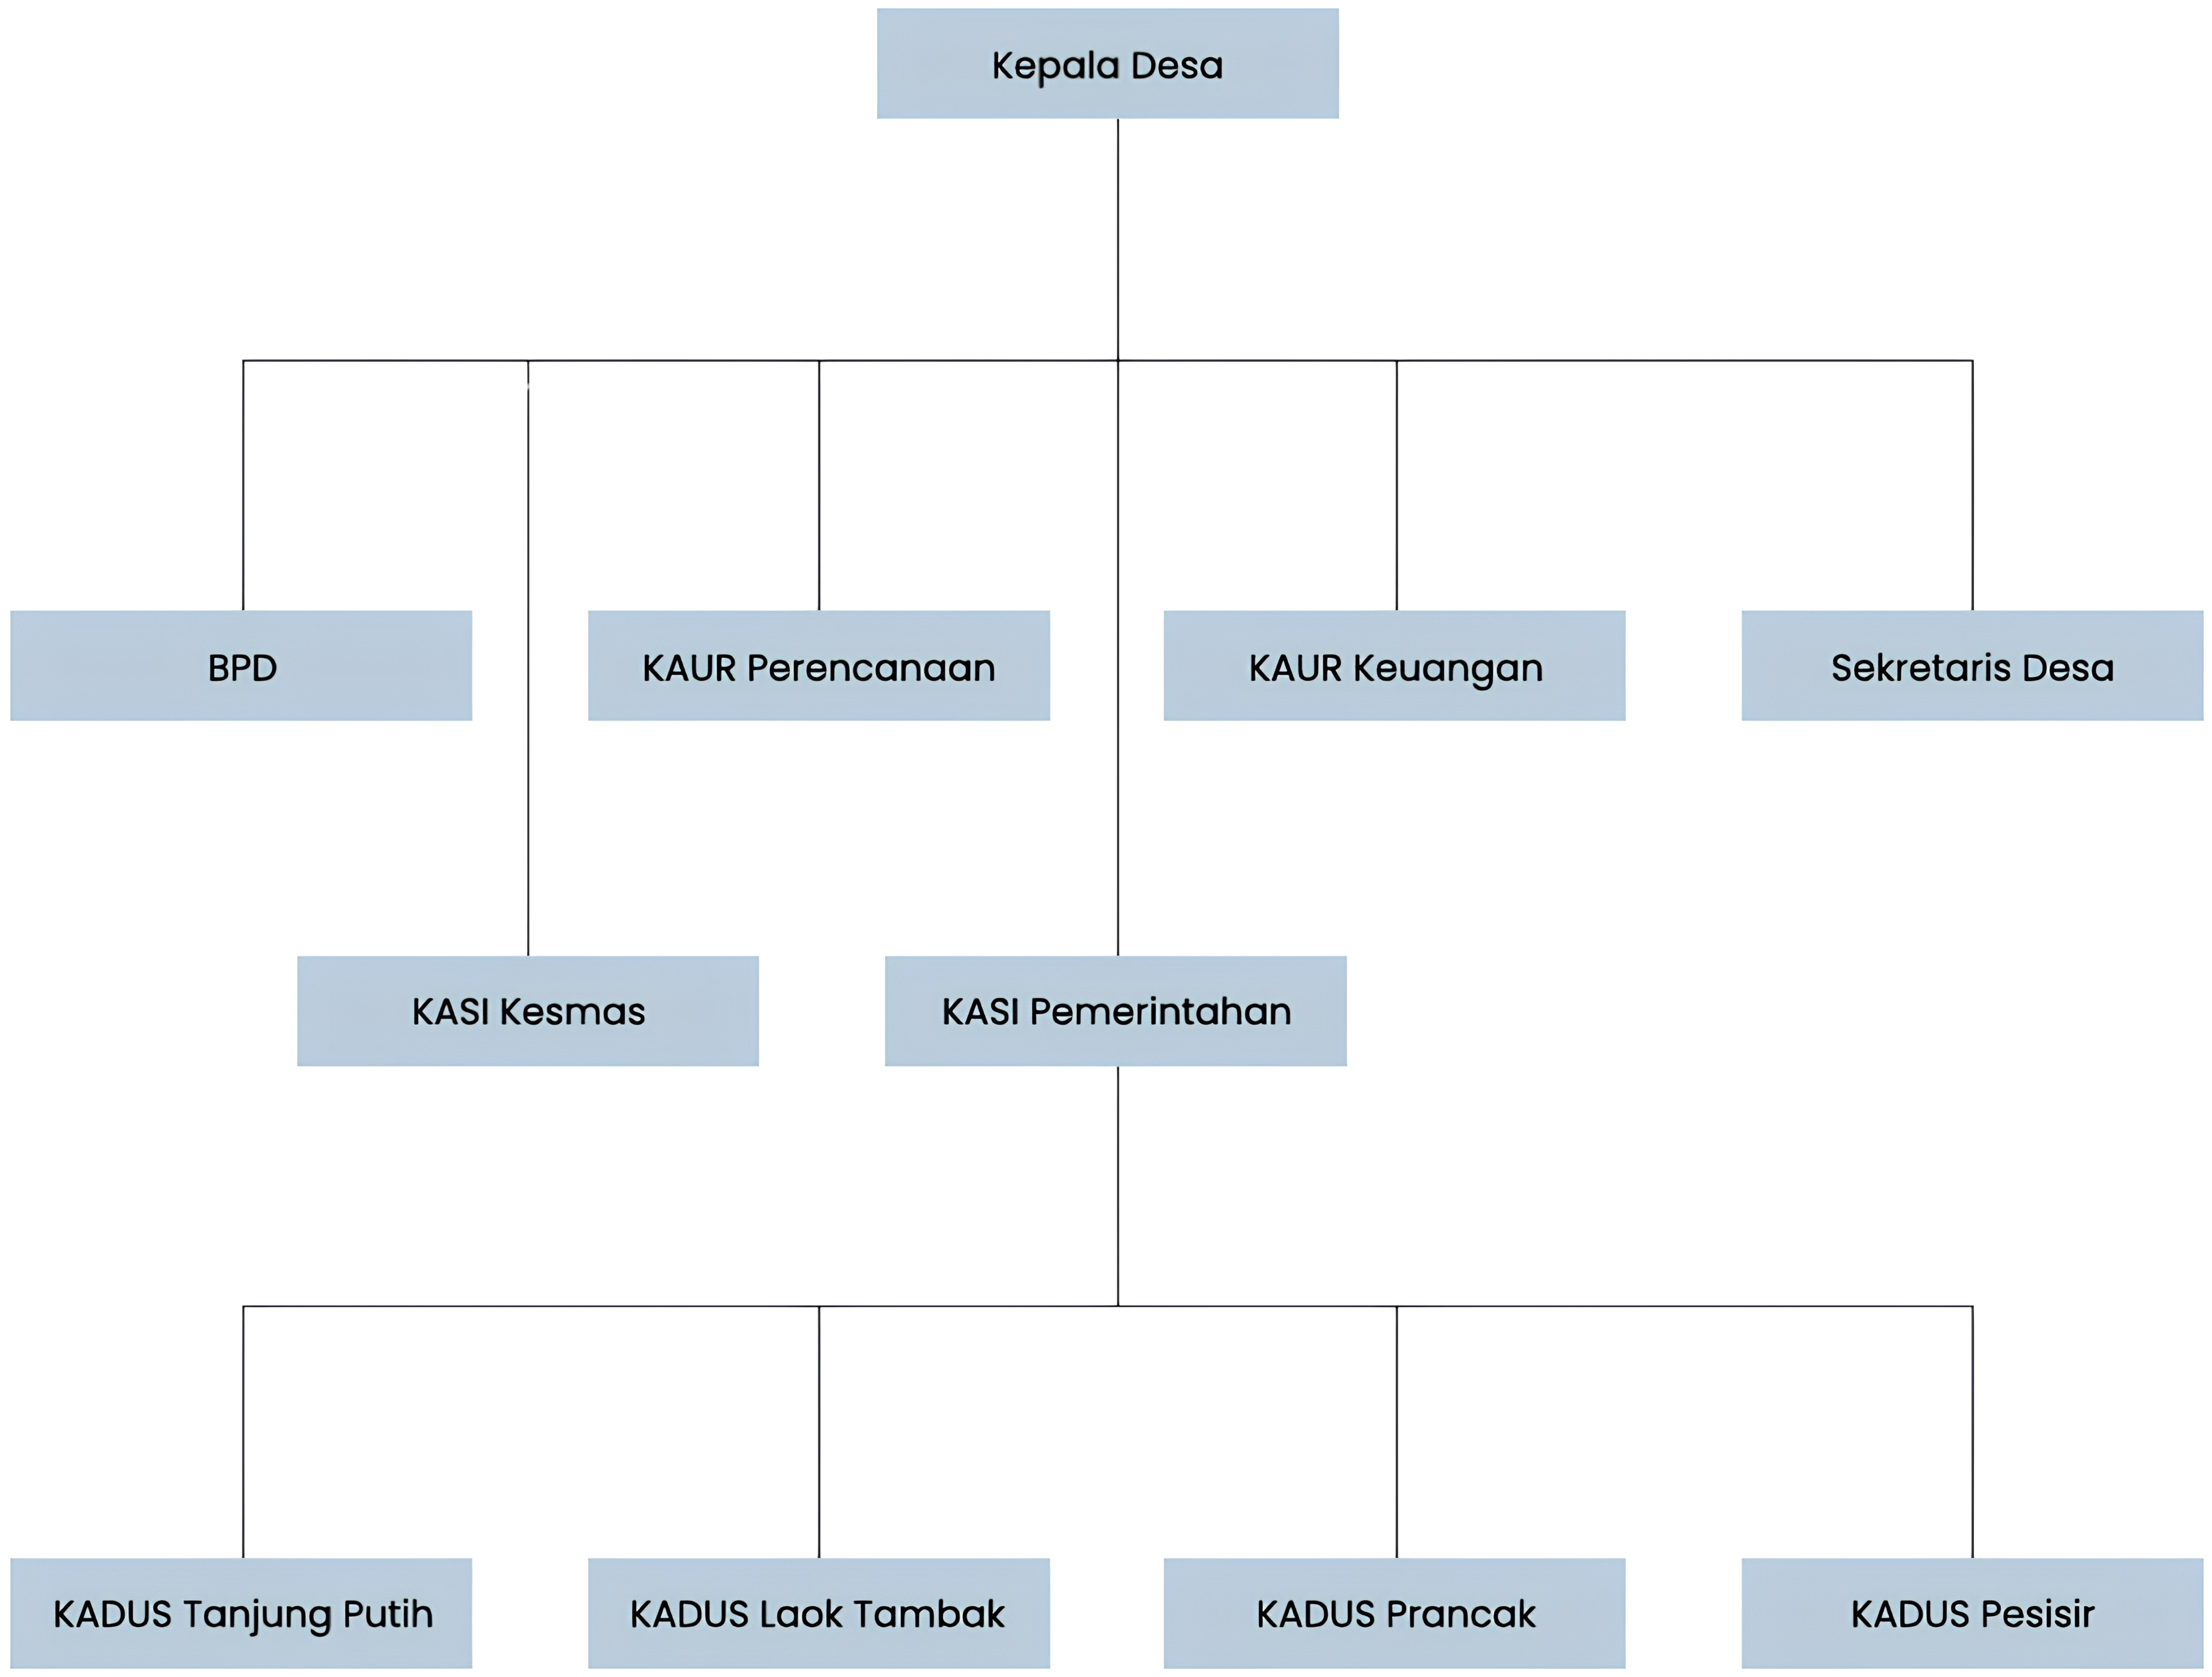 Kepala Desa
BPD
KAUR Perencanaan
KAUR Keuangan
Sekretaris Desa
KASI Kesmas
KASI Pemerintahan
KADUS Tanjung Putih
KADUS Laok Tambak
KADUS Prancak
KADUS Pesisir